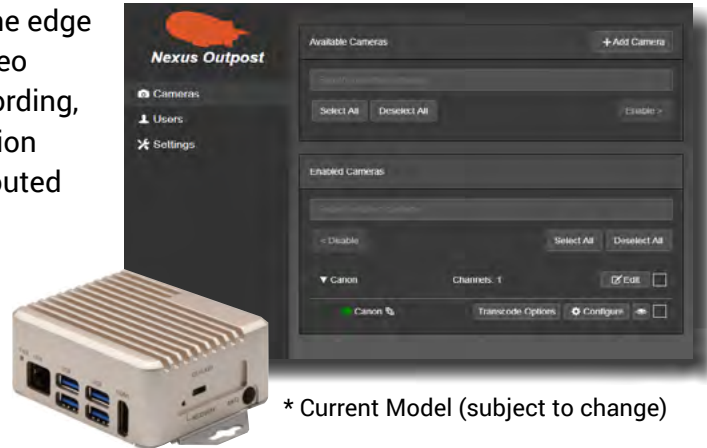 ne edge
eo
ording,
ion
outed
Nexus Outpost
Cameras
Users
Settings
Available Cameras
+ Add Camera
Select All
Deselect All
Enable >
Enabled Cameras
< Disable
Select All
Deselect All
Canon
Channels: 1
Edit
Canon
Transcode Options
Configure
* Current Model (subject to change)